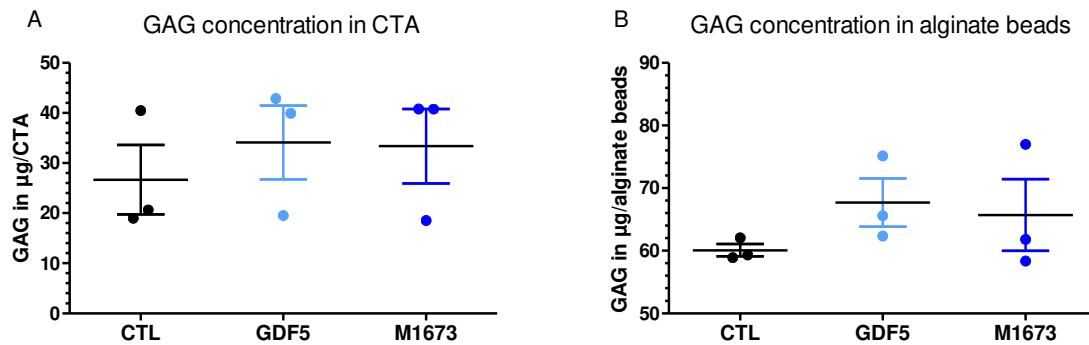 A
GAG concentration in CTA
GAG in µg/CTA
50
40
30
20
10
0
CTL GDF5 M1673
B
GAG concentration in alginate beads
GAG in µg/alginate beads
90
80
70
60
50
CTL GDF5 M1673